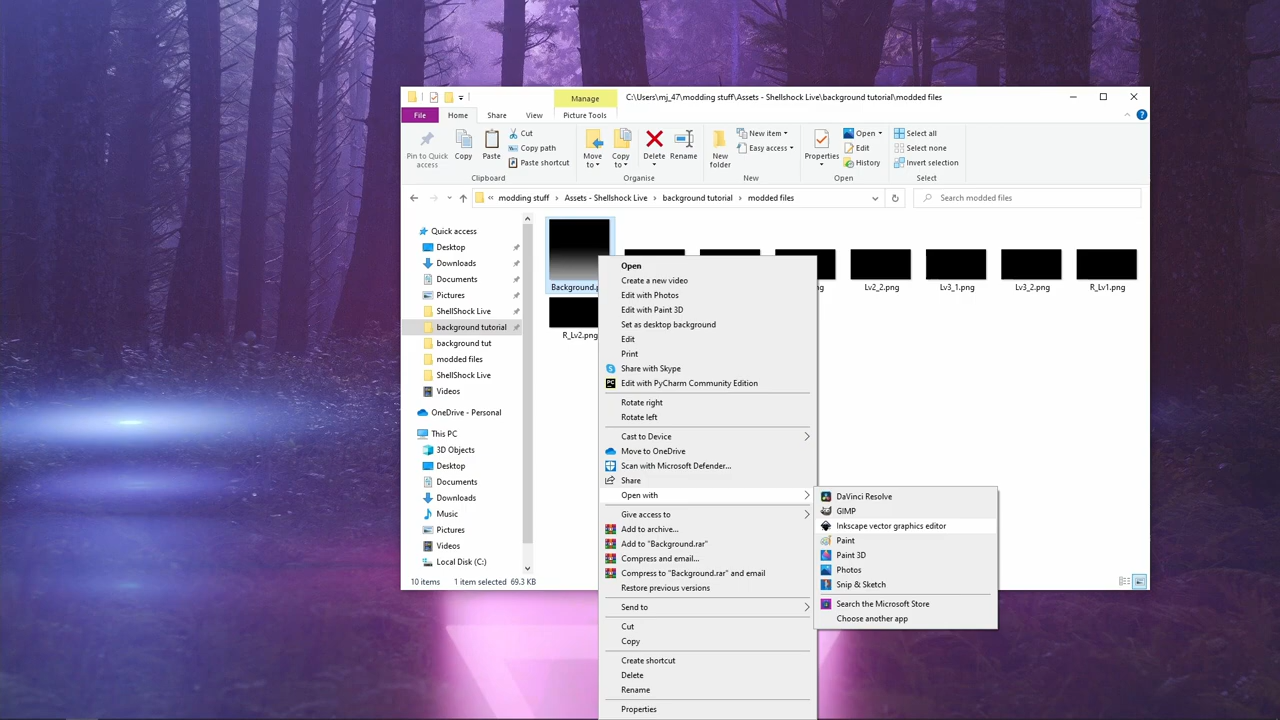 Manage
C:\Users\mj_47\modding stuff\Assets - Shellshock Live\background tutorial\modded files
File
Home
Share
View
Picture Tools
Pin to Quick access
Copy
Paste
Cut
Copy path
Paste shortcut
Clipboard
Move to
Copy to
Delete
Rename
Organise
New folder
New item
Easy access
New
Properties
Open
Edit
History
Open
Select all
Select none
Invert selection
Select
« modding stuff › Assets - Shellshock Live › background tutorial › modded files
Search modded files
Quick access
Desktop
Downloads
Documents
Pictures
ShellShock Live
background tutorial
background tut
modded files
ShellShock Live
Videos
OneDrive - Personal
This PC
3D Objects
Desktop
Documents
Downloads
Music
Pictures
Videos
Local Disk (C:)
10 items
1 item selected 69.3 KB
Background.p
ng
Lv2_2.png
Lv3_1.png
Lv3_2.png
R_Lv1.png
R_Lv2.png
Open
Create a new video
Edit with Photos
Edit with Paint 3D
Set as desktop background
Edit
Print
Share with Skype
PC
Edit with PyCharm Community Edition
Rotate right
Rotate left
Cast to Device
Move to OneDrive
Scan with Microsoft Defender...
Share
Open with
Give access to
Add to archive...
Add to "Background.rar"
Compress and email...
Compress to "Background.rar" and email
Restore previous versions
Send to
Cut
Copy
Create shortcut
Delete
Rename
Properties
DaVinci Resolve
GIMP
Inkscape vector graphics editor
Paint
Paint 3D
Photos
Snip & Sketch
Search the Microsoft Store
Choose another app